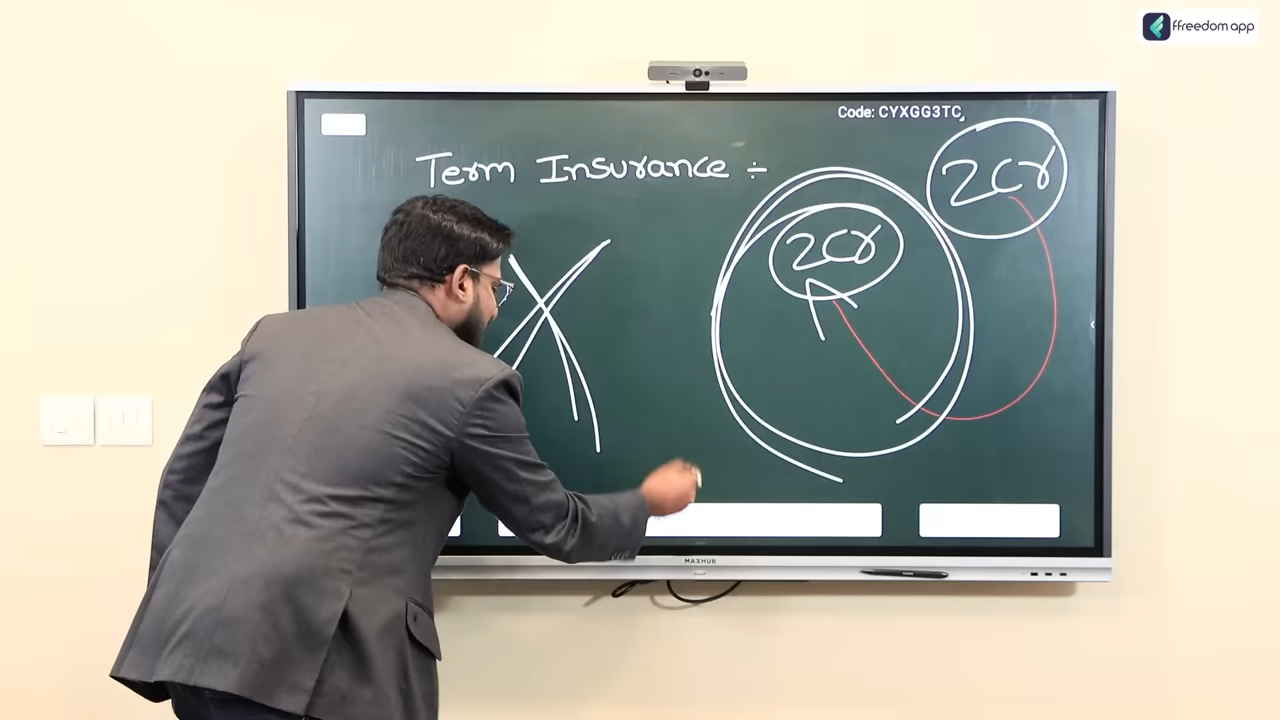 ffreedom app
Code: CYXGG3TC
Term Insurance ÷
2Cr
2Cr
MAXHUB